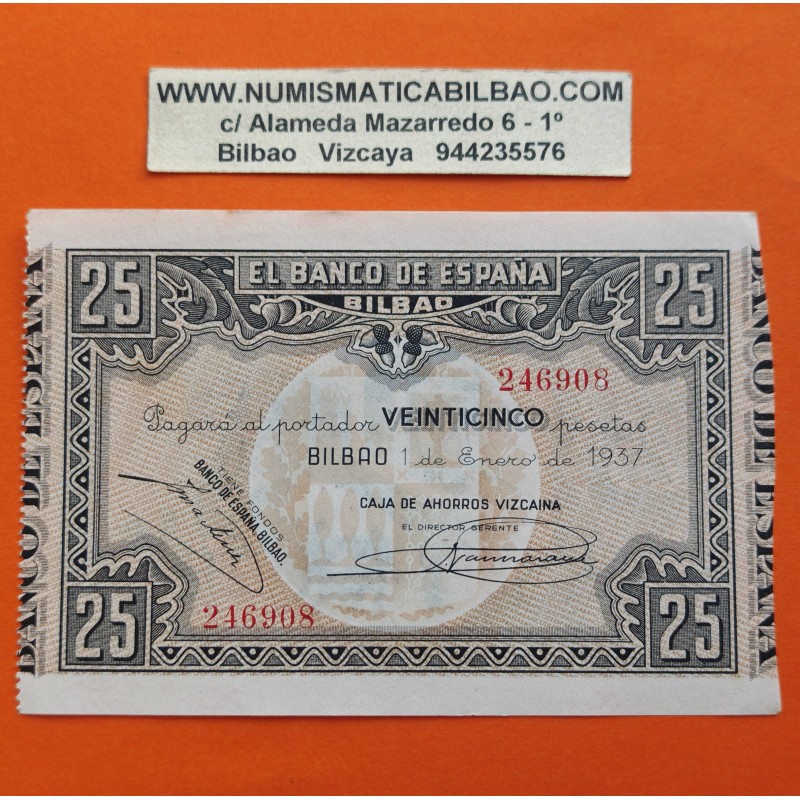 WWW.NUMISMATICABILBAO.COM
c/ Alameda Mazarredo 6 - 1º
Bilbao Vizcaya 944235576
25 EL BANCO DE ESPAÑA 25
BILBAO
246908
Pagará al portador VEINTICINCO pesetas
BILBAO 1 de Enero de 1937
TIENE FONDOS
BANCO DE ESPAÑA, BILBAO.
CAJA DE AHORROS VIZCAINA
EL DIRECTOR GERENTE
246908
25 25
BANCO DE ESPAÑA
BANCO DE ESPAÑA